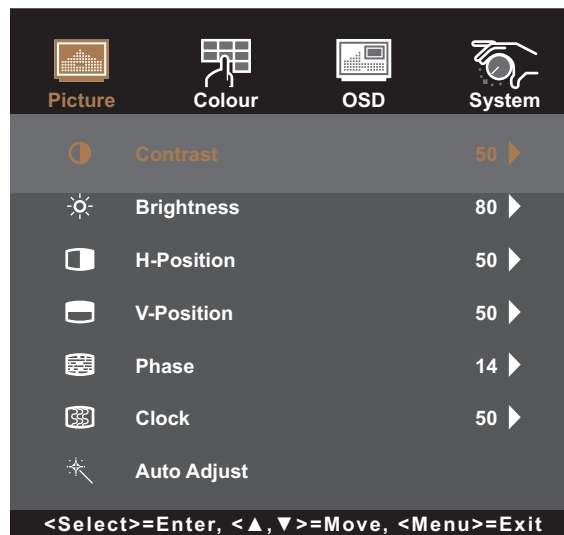 Picture Colour OSD System
Contrast 50
Brightness 80
H-Position 50
V-Position 50
Phase 14
Clock 50
Auto Adjust
<Select>=Enter, <▲,▼>=Move, <Menu>=Exit